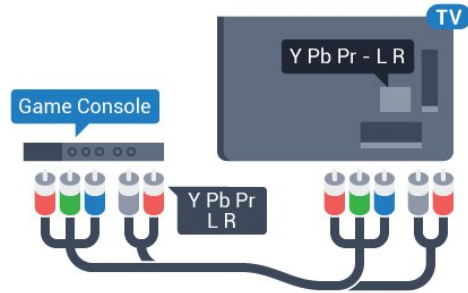 TV
Y Pb Pr - L R
Game Console
Y Pb Pr
L R